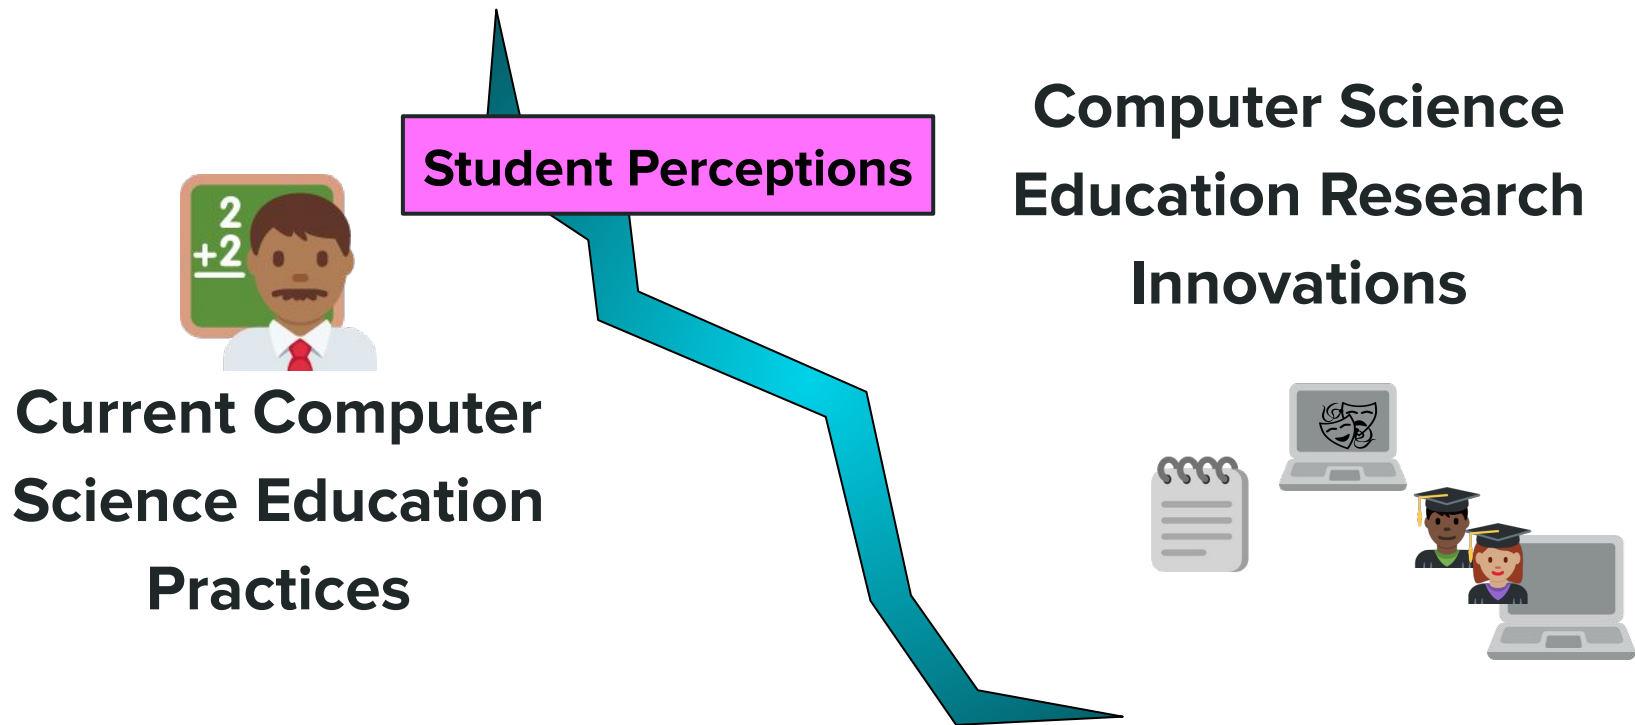 Student Perceptions
Computer Science
Education Research
Innovations
2
+2
Current Computer
Science Education
Practices